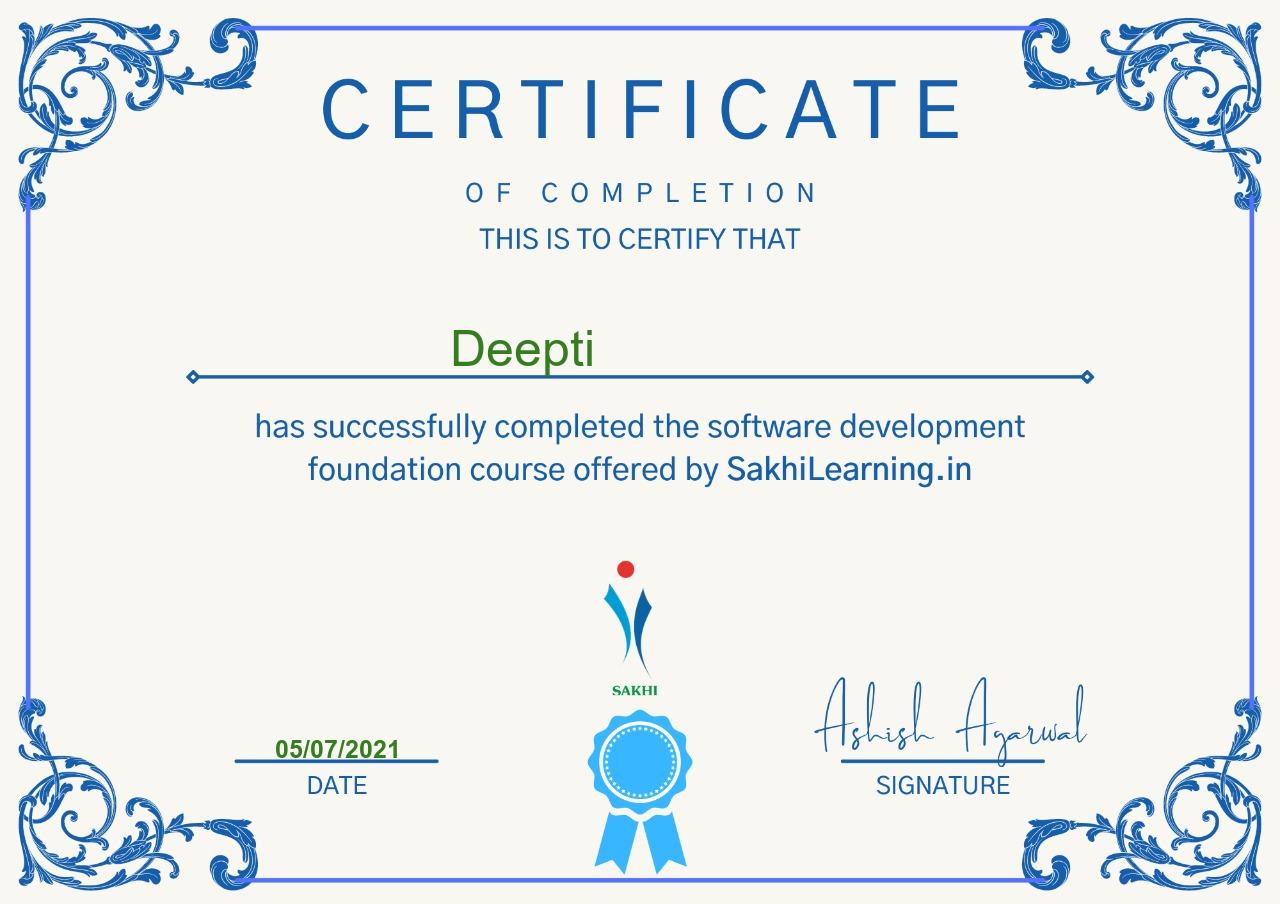 CERTIFICATE
OF COMPLETION
THIS IS TO CERTIFY THAT
Deepti
has successfully completed the software development
foundation course offered by SakhiLearning.in
SAKHI
05/07/2021
DATE
Ashish Agarwal
SIGNATURE